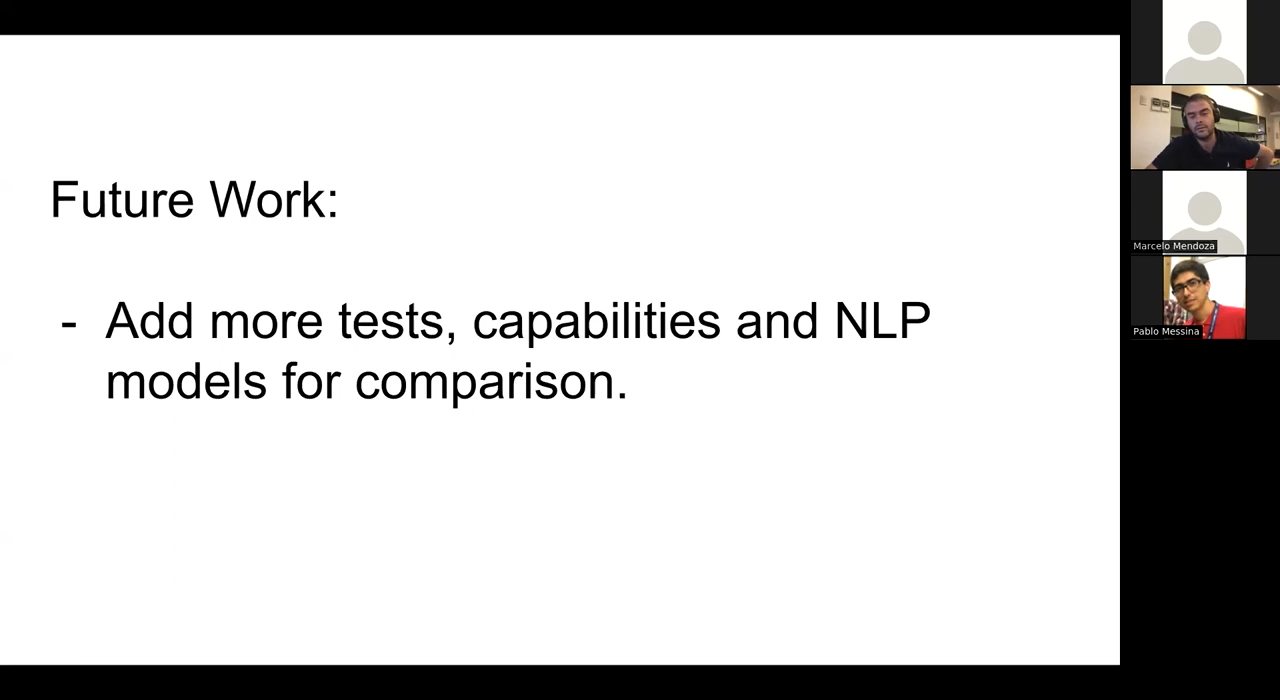 Future Work:
- Add more tests, capabilities and NLP
models for comparison.
Marcelo Mendoza
Pablo Messina